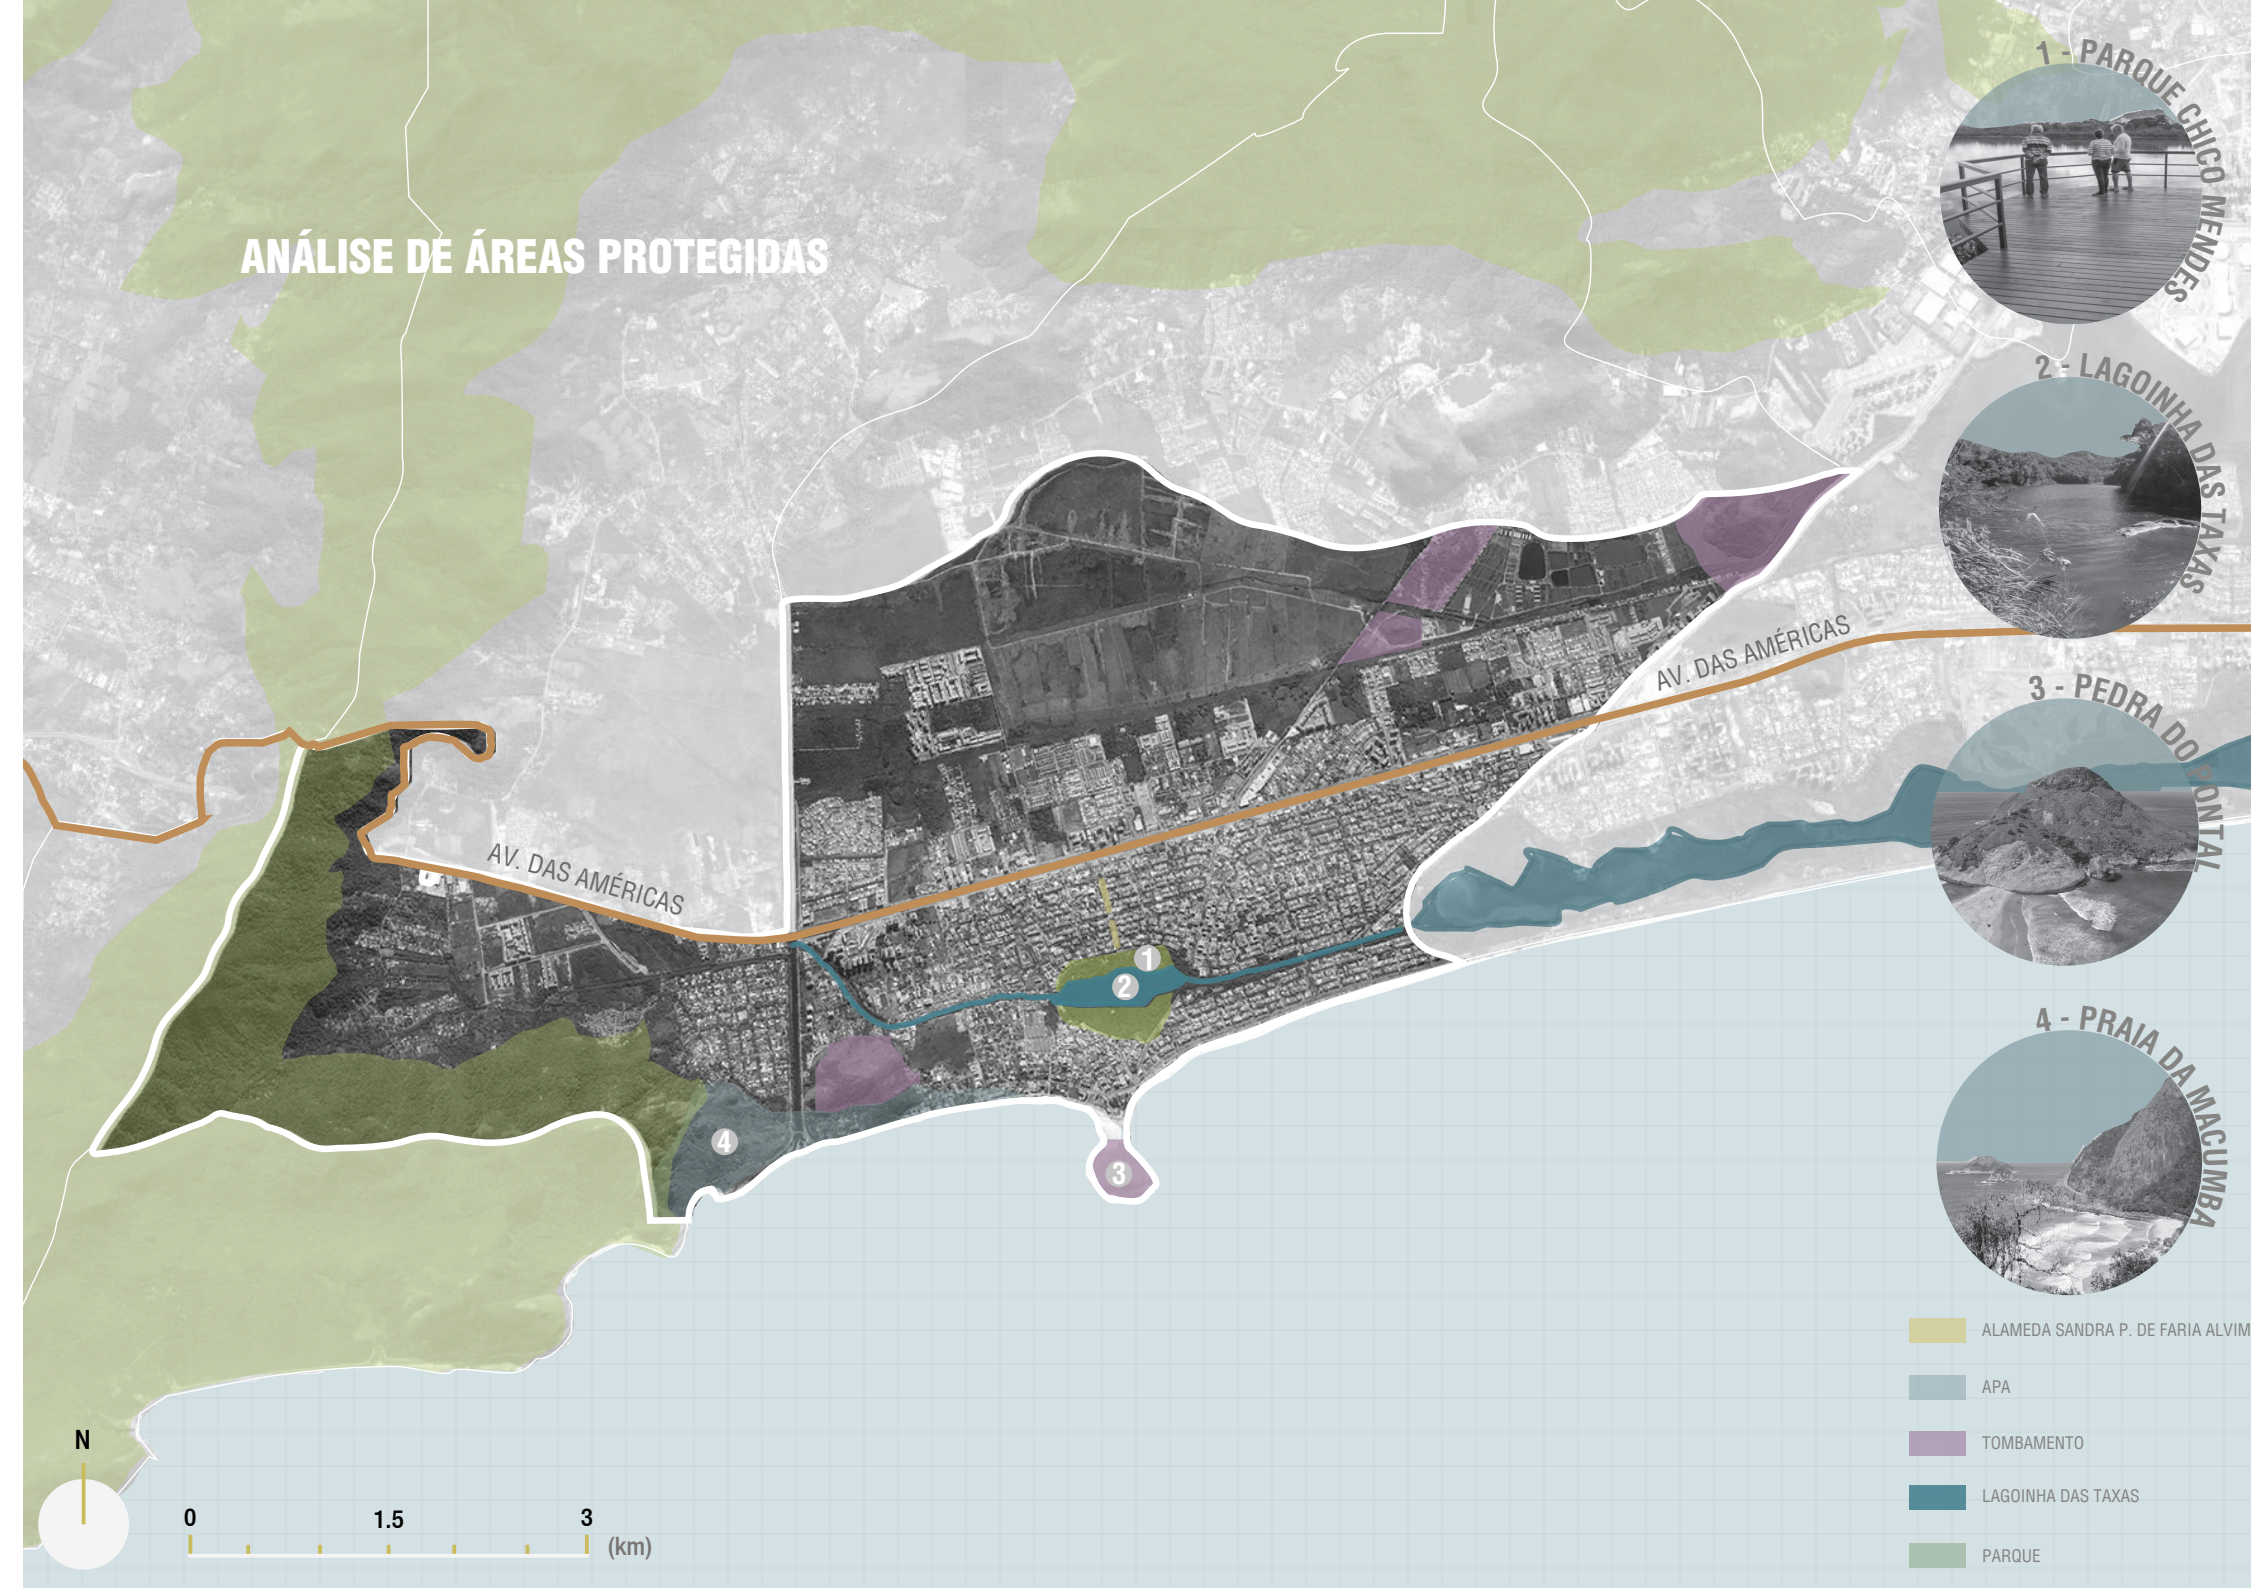 ANÁLISE DE ÁREAS PROTEGIDAS
1 - PARQUE CHICO MENDES
2 - LAGOINHA DAS TAXAS
AV. DAS AMÉRICAS
3 - PEDRA DO PONTAL
AV. DAS AMÉRICAS
1
2
4
3
4 - PRAIA DA MACUMBA
ALAMEDA SANDRA P. DE FARIA ALVIM
APA
TOMBAMENTO
LAGOINHA DAS TAXAS
PARQUE
N
0 1.5 3
(km)